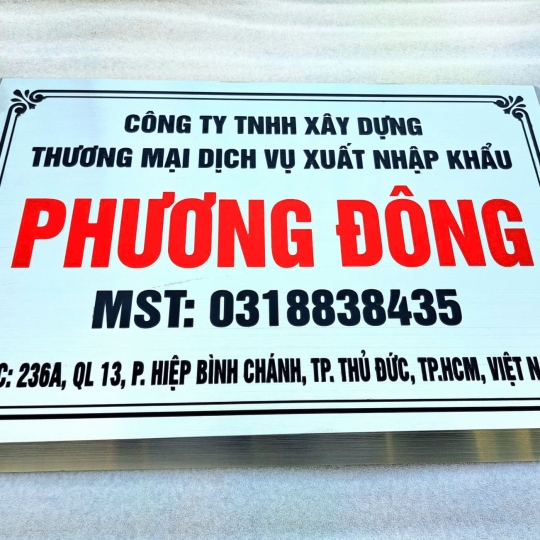 CÔNG TY TNHH XÂY DỰNG
THƯƠNG MẠI DỊCH VỤ XUẤT NHẬP KHẨU
PHƯƠNG ĐÔNG
MST: 0318838435
C: 236A, QL 13, P. HIỆP BÌNH CHÁNH, TP. THỦ ĐỨC, TP.HCM, VIỆT N